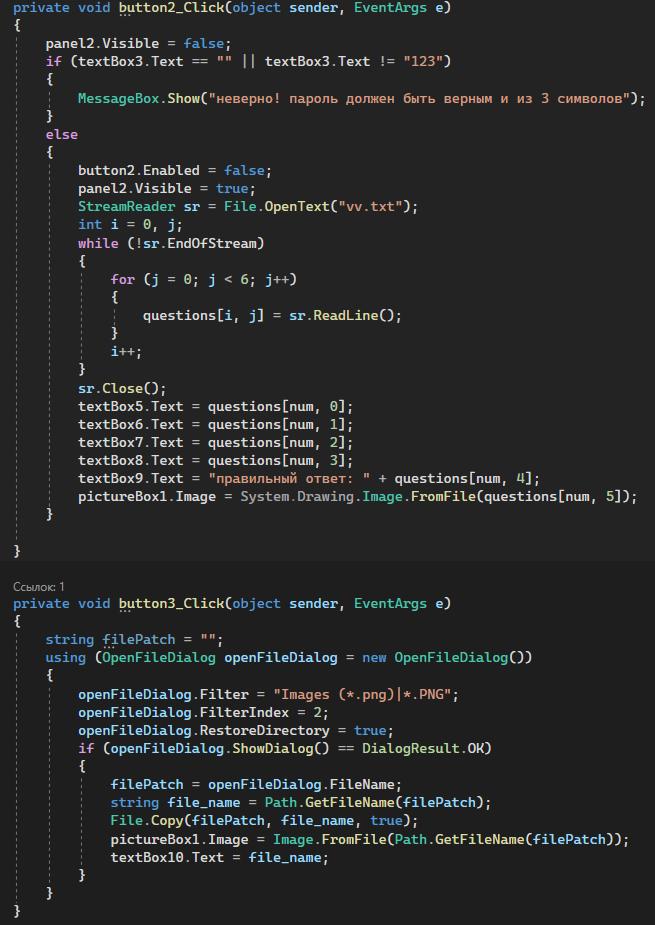 private void button2_Click(object sender, EventArgs e)
{
    panel2.Visible = false;
    if (textBox3.Text == "" || textBox3.Text != "123")
    {
        MessageBox.Show("неверно! пароль должен быть верным и из 3 символов");
    }
    else
    {
        button2.Enabled = false;
        panel2.Visible = true;
        StreamReader sr = File.OpenText("vv.txt");
        int i = 0, j;
        while (!sr.EndOfStream)
        {
            for (j = 0; j < 6; j++)
            {
                questions[i, j] = sr.ReadLine();
            }
            i++;
        }
        sr.Close();
        textBox5.Text = questions[num, 0];
        textBox6.Text = questions[num, 1];
        textBox7.Text = questions[num, 2];
        textBox8.Text = questions[num, 3];
        textBox9.Text = "правильный ответ: " + questions[num, 4];
        pictureBox1.Image = System.Drawing.Image.FromFile(questions[num, 5]);
    }
}
Ссылок: 1
private void button3_Click(object sender, EventArgs e)
{
    string filePatch = "";
    using (OpenFileDialog openFileDialog = new OpenFileDialog())
    {
        openFileDialog.Filter = "Images (*.png)|*.PNG";
        openFileDialog.FilterIndex = 2;
        openFileDialog.RestoreDirectory = true;
        if (openFileDialog.ShowDialog() == DialogResult.OK)
        {
            filePatch = openFileDialog.FileName;
            string file_name = Path.GetFileName(filePatch);
            File.Copy(filePatch, file_name, true);
            pictureBox1.Image = Image.FromFile(Path.GetFileName(filePatch));
            textBox10.Text = file_name;
        }
    }
}